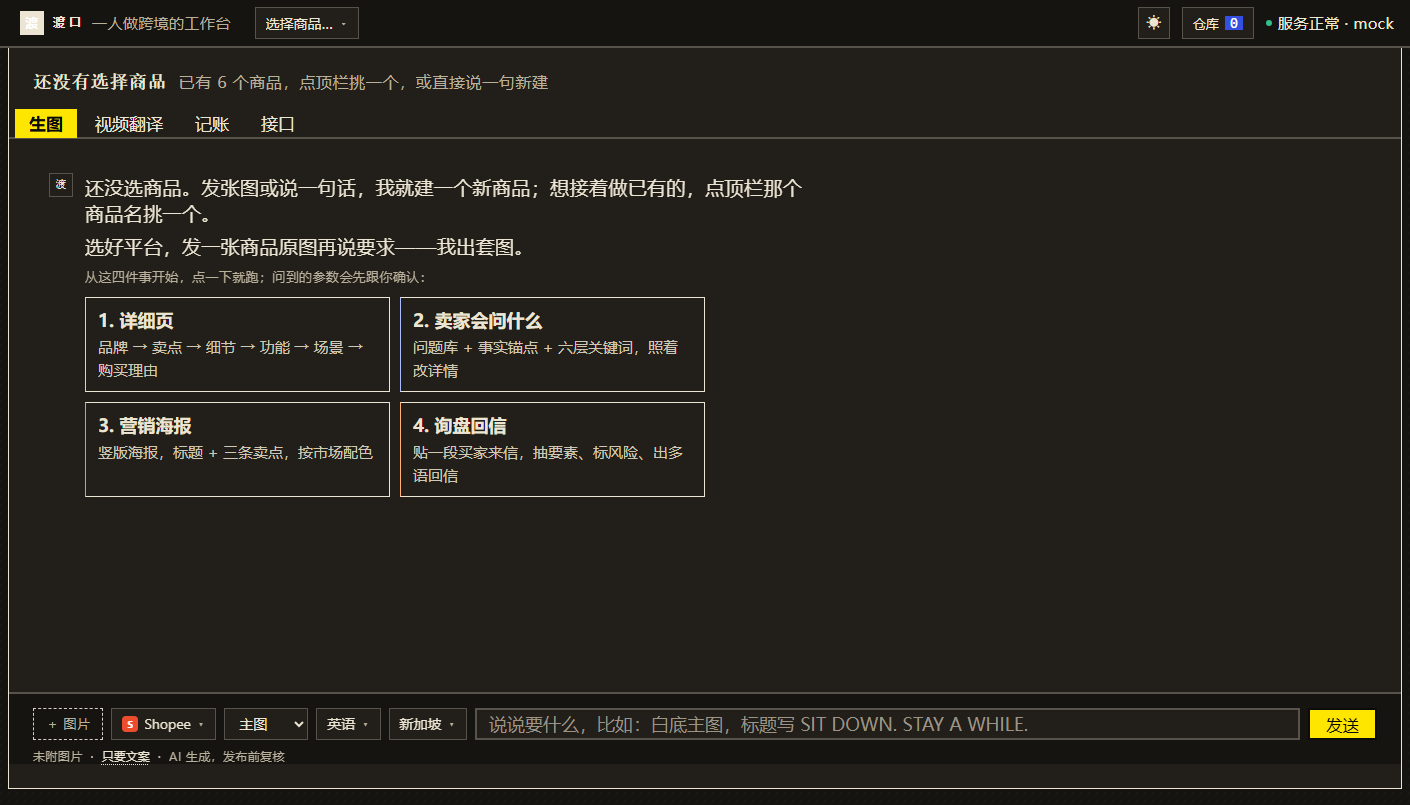 渡 渡口 一人做跨境的工作台 选择商品... 仓库 0 服务正常 · mock
还没有选择商品 已有 6 个商品，点顶栏挑一个，或直接说一句新建
生图 视频翻译 记账 接口
渡 还没选商品。发张图或说一句话，我就建一个新商品；想接着做已有的，点顶栏那个
商品名挑一个。
选好平台，发一张商品原图再说要求——我出套图。
从这四件事开始，点一下就跑；问到的参数会先跟你确认：
1. 详细页
品牌 → 卖点 → 细节 → 功能 → 场景 →
购买理由
2. 卖家会问什么
问题库 + 事实锚点 + 六层关键词，照着
改详情
3. 营销海报
竖版海报，标题 + 三条卖点，按市场配色
4. 询盘回信
贴一段买家来信，抽要素、标风险、出多
语回信
+ 图片 S Shopee 主图 英语 新加坡 说说要什么，比如：白底主图，标题写 SIT DOWN. STAY A WHILE. 发送
未附图片 · 只要文案 · AI 生成，发布前复核